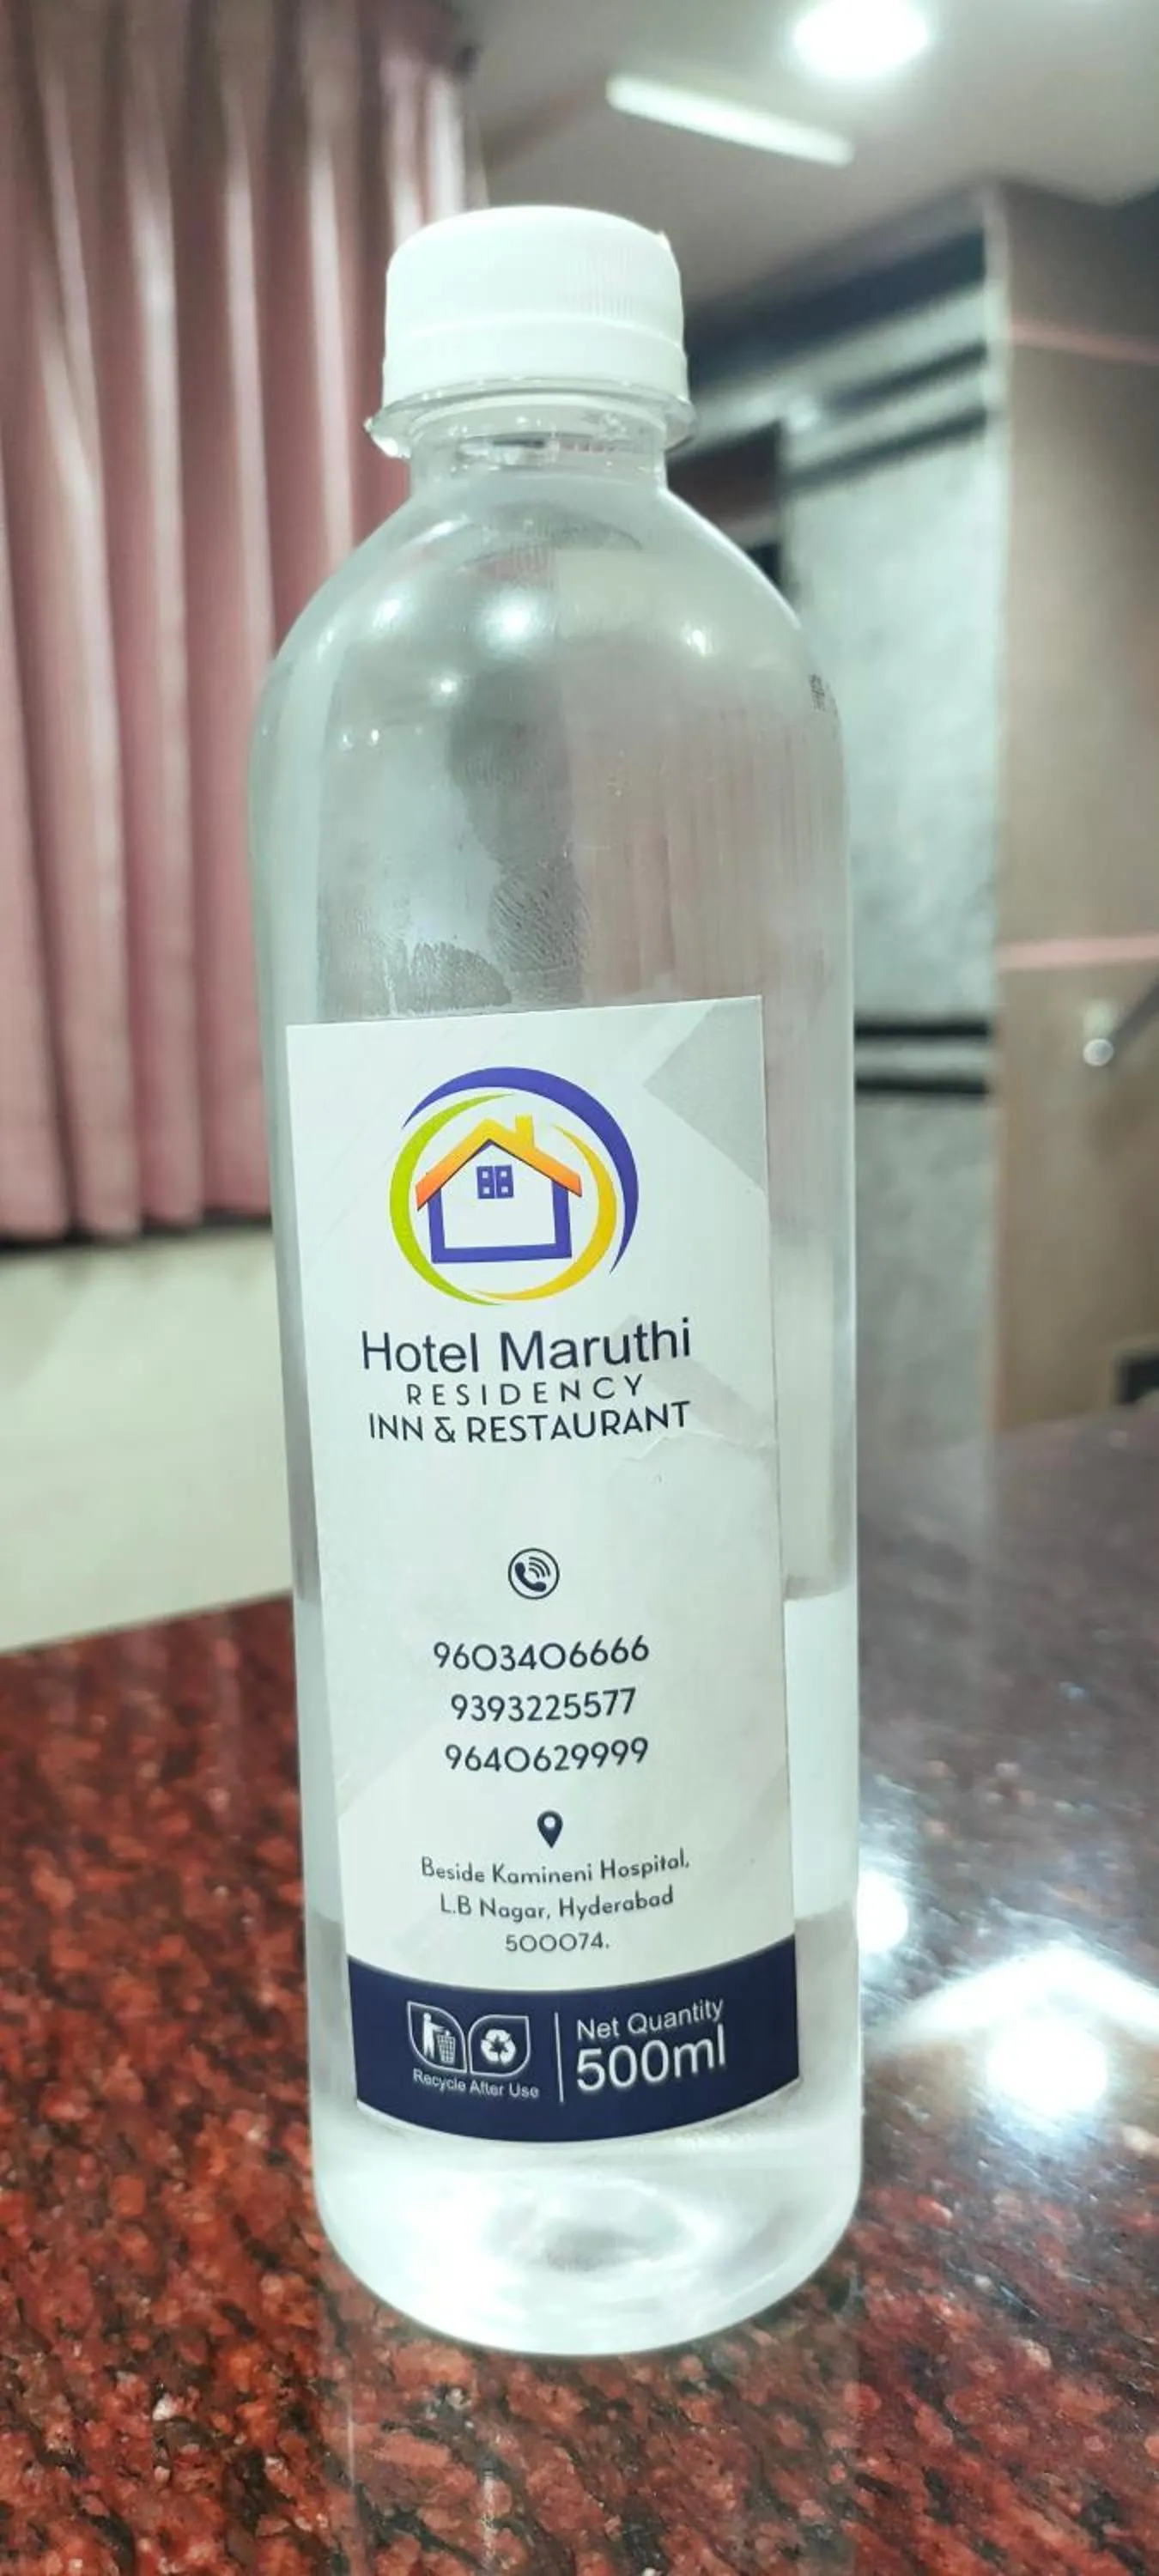 Hotel Maruthi
RESIDENCY
INN & RESTAURANT
9603406666
9393225577
9640629999
Beside Kamineni Hospital,
L.B Nagar, Hyderabad
500074.
Recycle After Use
Net Quantity
500ml